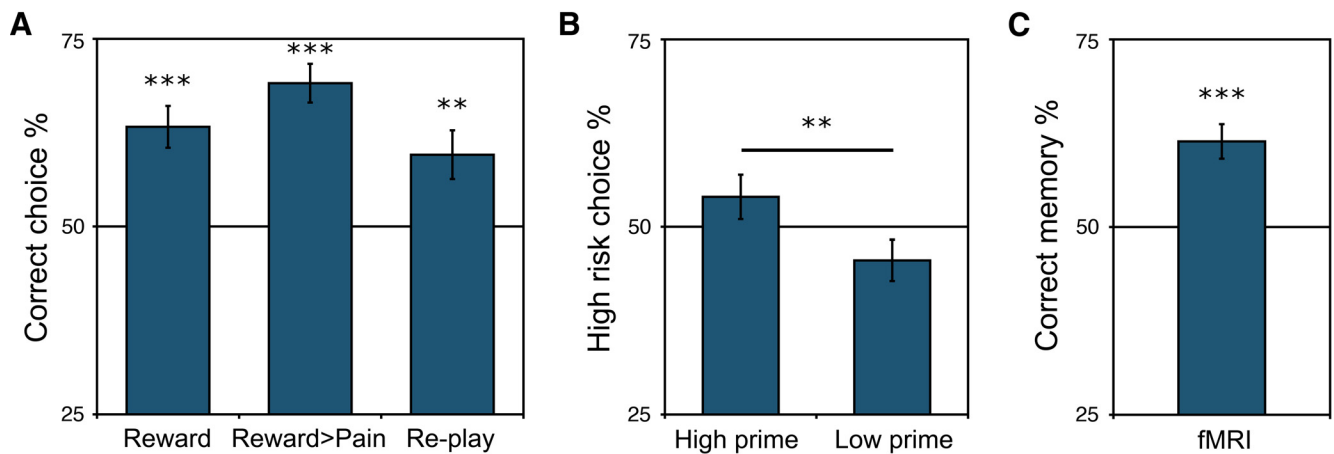 A
Correct choice %
75
50
25
***
***
**
Reward
Reward>Pain
Re-play
B
High risk choice %
75
50
25
**
High prime
Low prime
C
Correct memory %
75
50
25
***
fMRI